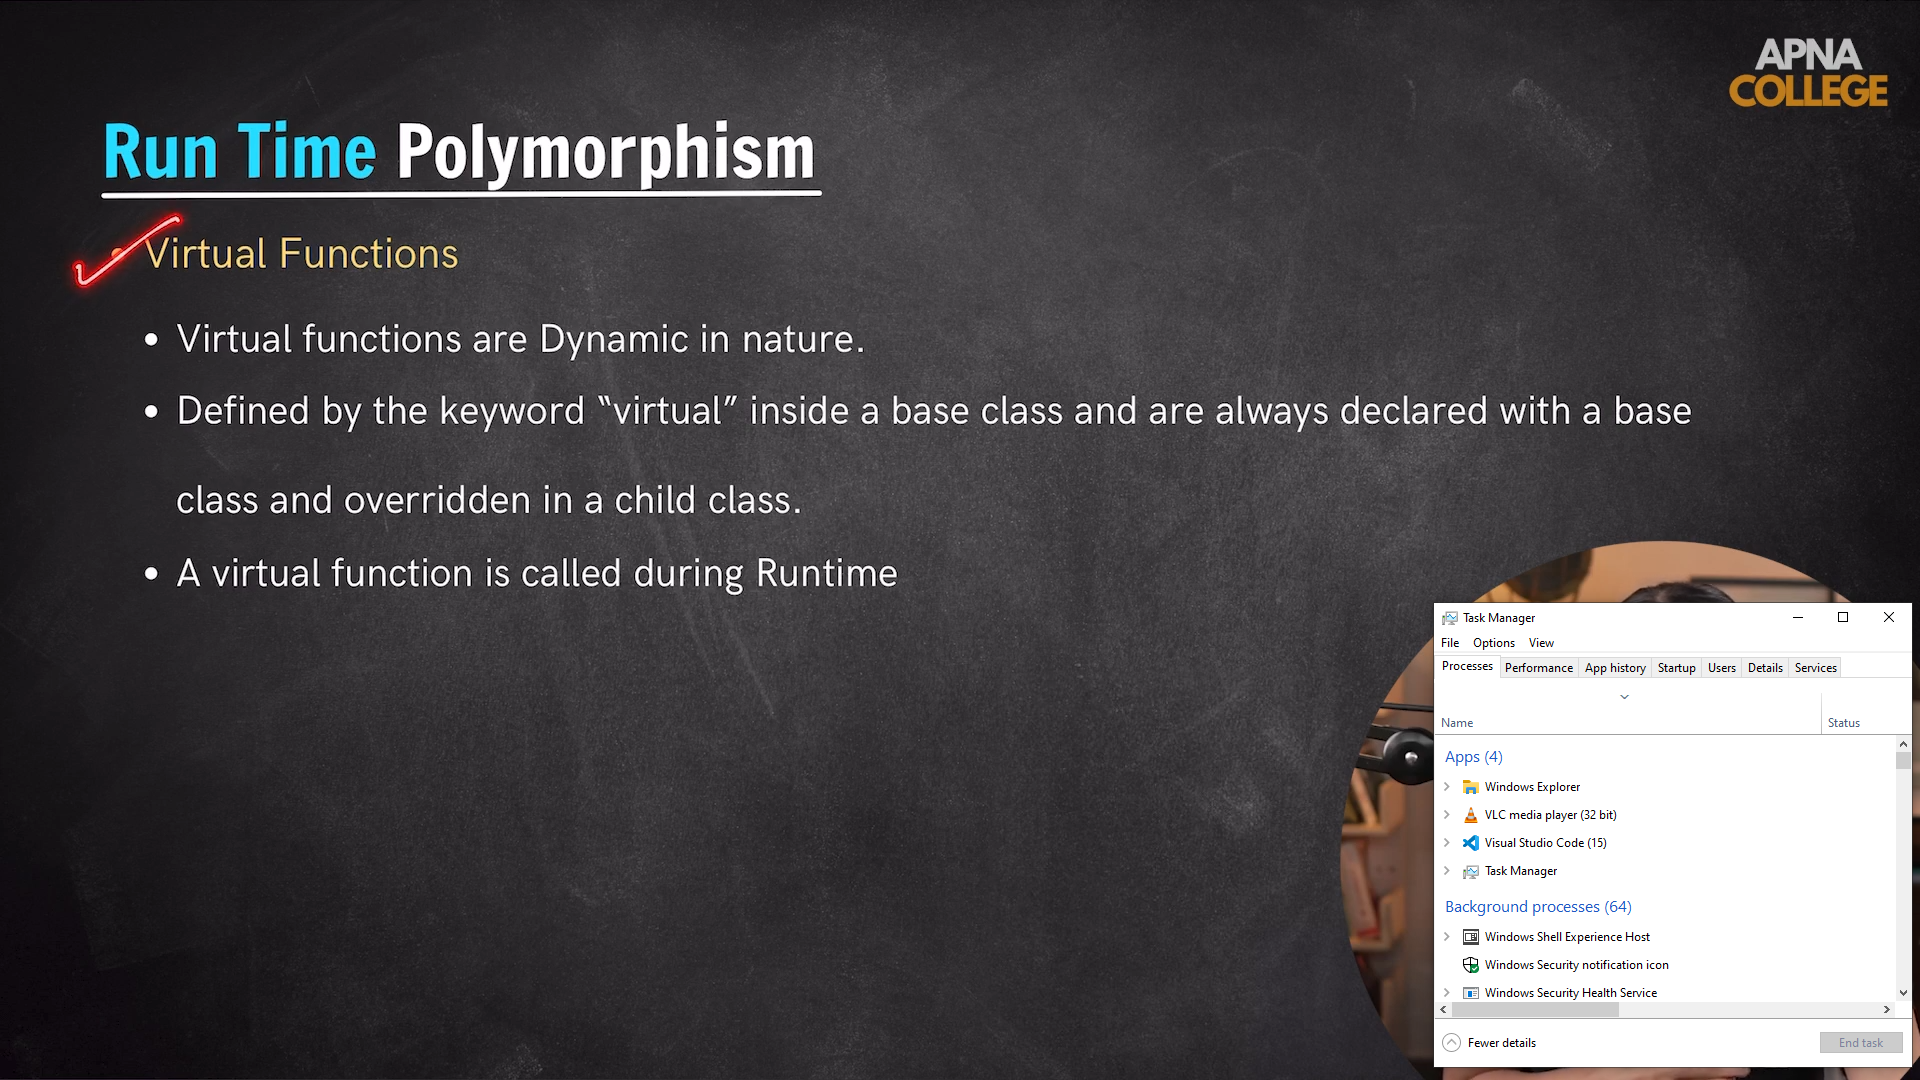 APNA
COLLEGE
Run Time Polymorphism
• Virtual Functions
• Virtual functions are Dynamic in nature.
• Defined by the keyword “virtual” inside a base class and are always declared with a base
class and overridden in a child class.
• A virtual function is called during Runtime
Task Manager
File Options View
Processes Performance App history Startup Users Details Services
Name Status
Apps (4)
Windows Explorer
VLC media player (32 bit)
Visual Studio Code (15)
Task Manager
Background processes (64)
Windows Shell Experience Host
Windows Security notification icon
Windows Security Health Service
Fewer details End task